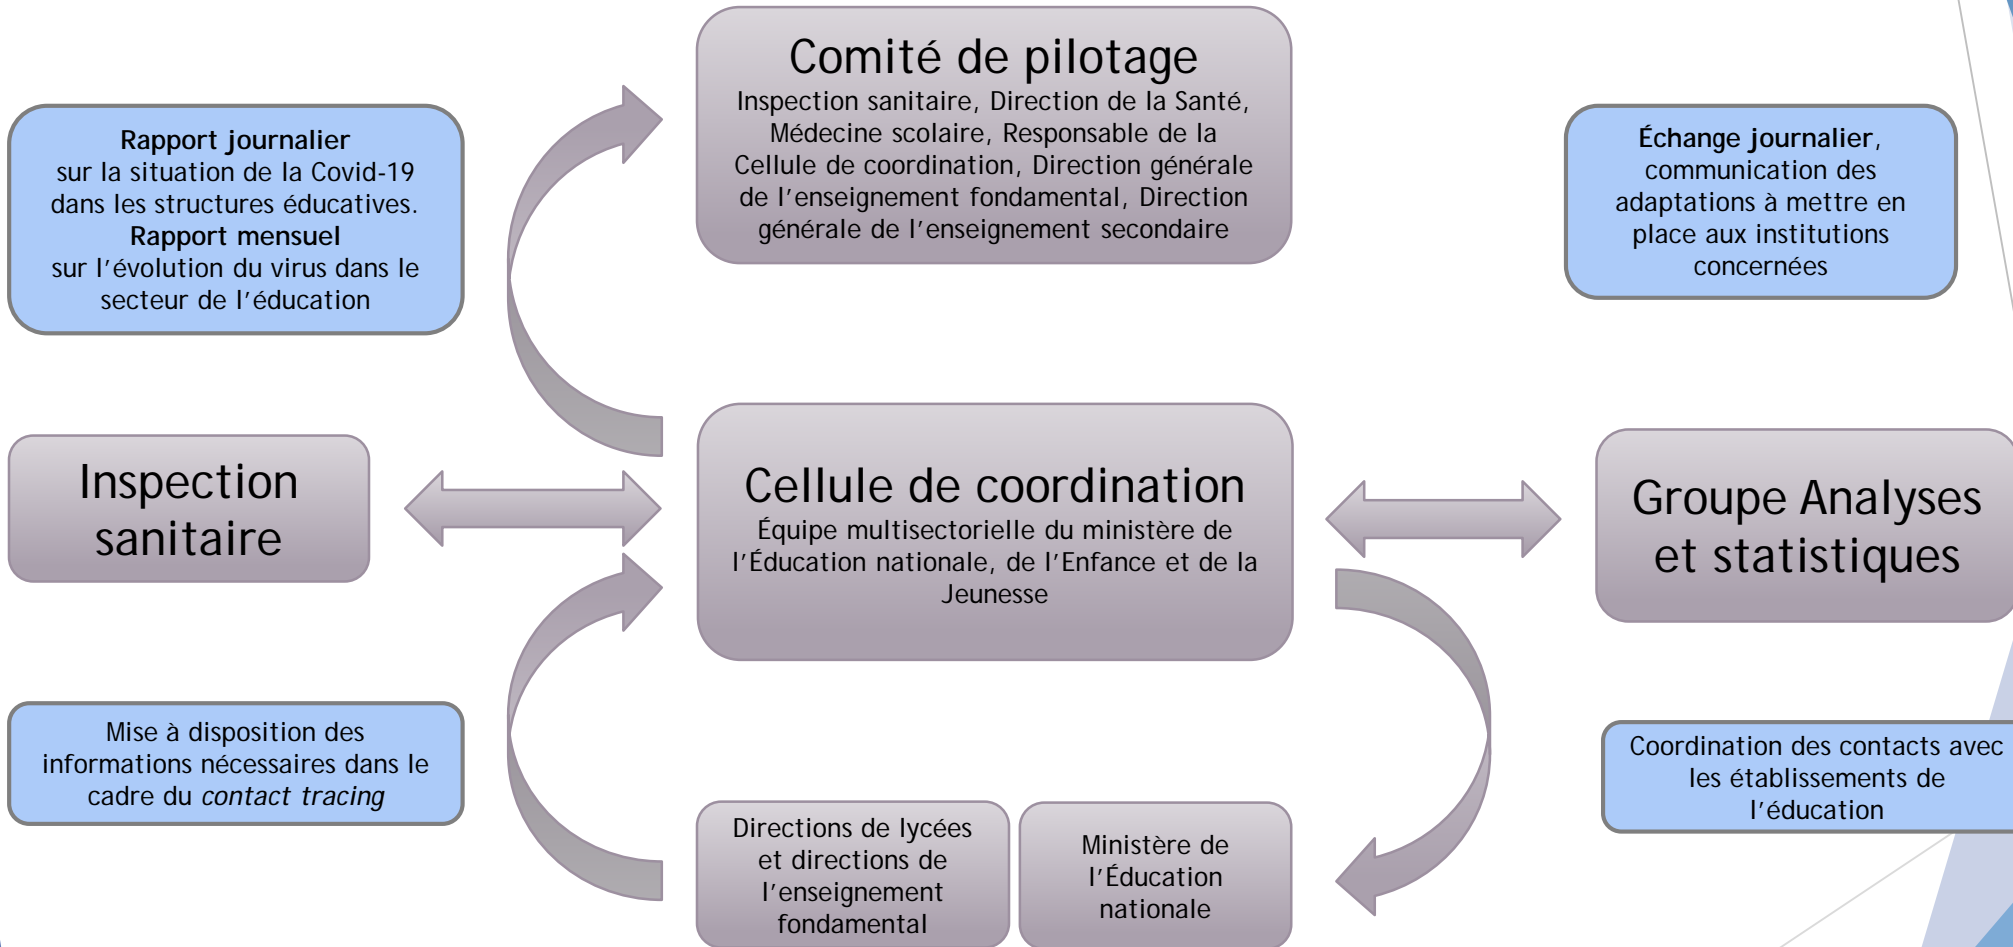 Comité de pilotage
Inspection sanitaire, Direction de la Santé,
Médecine scolaire, Responsable de la
Cellule de coordination, Direction générale
de l'enseignement fondamental, Direction
générale de l'enseignement secondaire
Rapport journalier
sur la situation de la Covid-19
dans les structures éducatives.
Rapport mensuel
sur l'évolution du virus dans le
secteur de l'éducation
Échange journalier,
communication des
adaptations à mettre en
place aux institutions
concernées
Inspection
sanitaire
Cellule de coordination
Équipe multisectorielle du ministère de
l'Éducation nationale, de l'Enfance et de la
Jeunesse
Groupe Analyses
et statistiques
Mise à disposition des
informations nécessaires dans le
cadre du contact tracing
Coordination des contacts avec
les établissements de
l'éducation
Directions de lycées
et directions de
l'enseignement
fondamental
Ministère de
l'Éducation
nationale